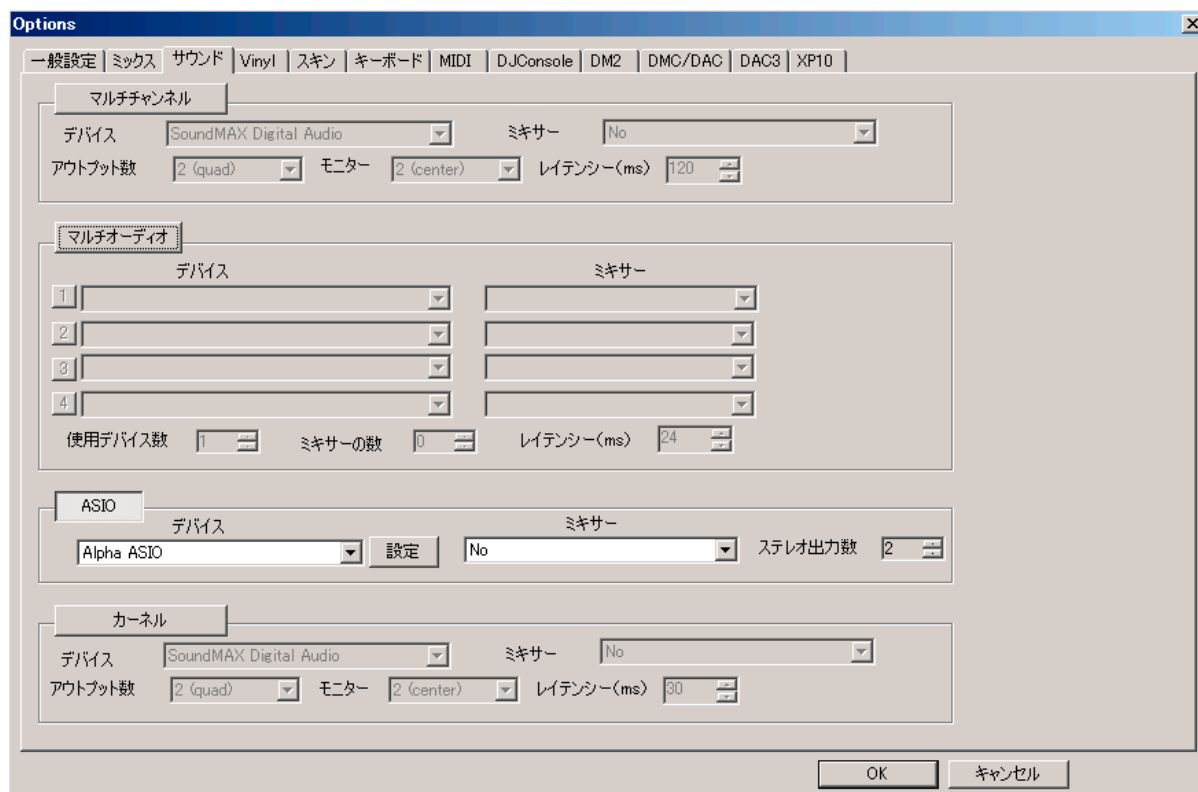 Options
一般設定 ミックス サウンド Vinyl スキン キーボード MIDI DJConsole DM2 DMC/DAC DAC3 XP10
マルチチャンネル
デバイス SoundMAX Digital Audio ミキサー No
アウトプット数 2 (quad) モニター 2 (center) レイテンシー(ms) 120
マルチオーディオ
デバイス ミキサー
1
2
3
4
使用デバイス数 1 ミキサーの数 0 レイテンシー(ms) 24
ASIO
デバイス ミキサー
Alpha ASIO 設定 No ステレオ出力数 2
カーネル
デバイス SoundMAX Digital Audio ミキサー No
アウトプット数 2 (quad) モニター 2 (center) レイテンシー(ms) 30
OK キャンセル